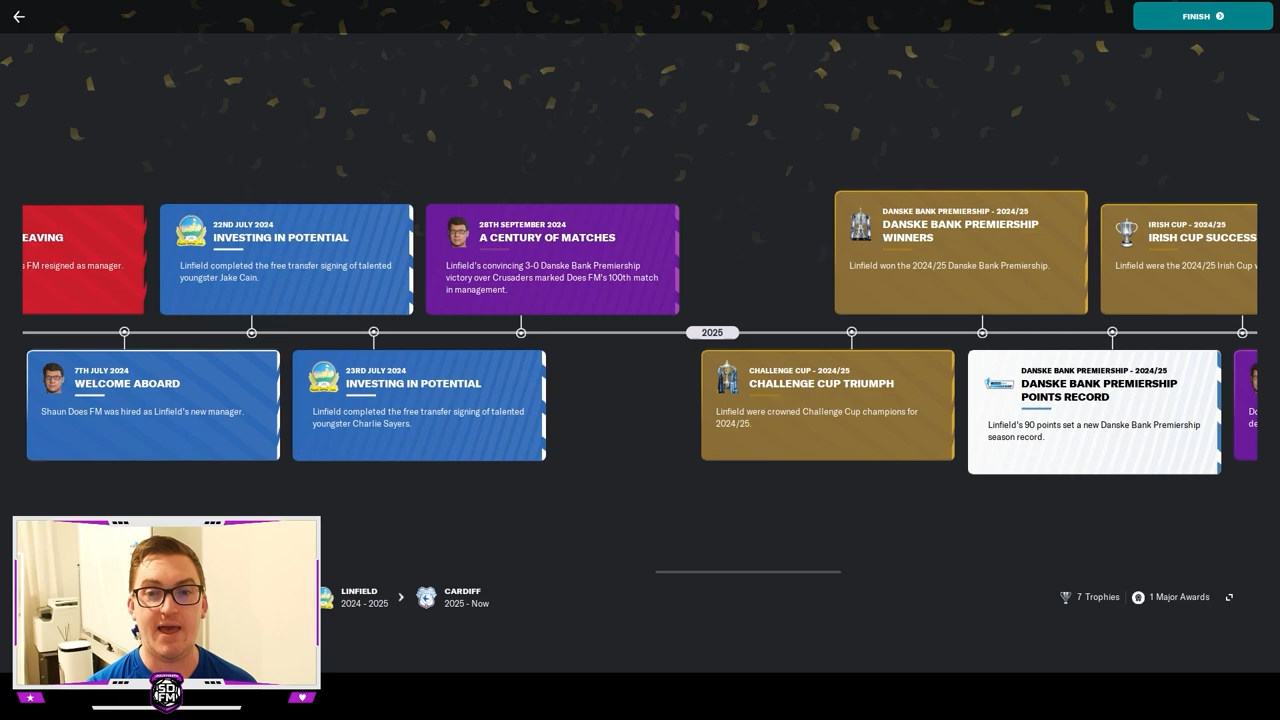 FINISH
EAVING
s FM resigned as manager.
22ND JULY 2024
INVESTING IN POTENTIAL
Linfield completed the free transfer signing of talented
youngster Jake Cain.
28TH SEPTEMBER 2024
A CENTURY OF MATCHES
Linfield's convincing 3-0 Danske Bank Premiership
victory over Crusaders marked Does FM's 100th match
in management.
DANSKE BANK PREMIERSHIP - 2024/25
DANSKE BANK PREMIERSHIP
WINNERS
Linfield won the 2024/25 Danske Bank Premiership.
IRISH CUP - 2024/25
IRISH CUP SUCCESS
Linfield were the 2024/25 Irish Cup w
2025
7TH JULY 2024
WELCOME ABOARD
Shaun Does FM was hired as Linfield's new manager.
23RD JULY 2024
INVESTING IN POTENTIAL
Linfield completed the free transfer signing of talented
youngster Charlie Sayers.
CHALLENGE CUP - 2024/25
CHALLENGE CUP TRIUMPH
Linfield were crowned Challenge Cup champions for
2024/25.
DANSKE BANK PREMIERSHIP - 2024/25
DANSKE BANK PREMIERSHIP
POINTS RECORD
Linfield's 90 points set a new Danske Bank Premiership
season record.
Do
de
LINFIELD
2024 - 2025
CARDIFF
2025 - Now
7 Trophies
1 Major Awards
SD
FM